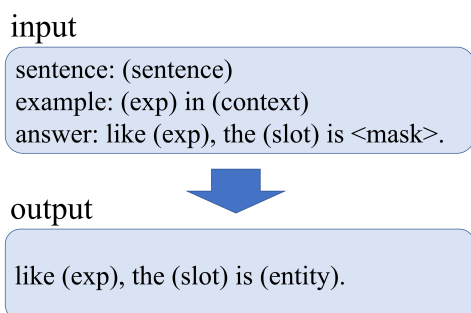 input
sentence: (sentence)
example: (exp) in (context)
answer: like (exp), the (slot) is <mask>.
output
like (exp), the (slot) is (entity).